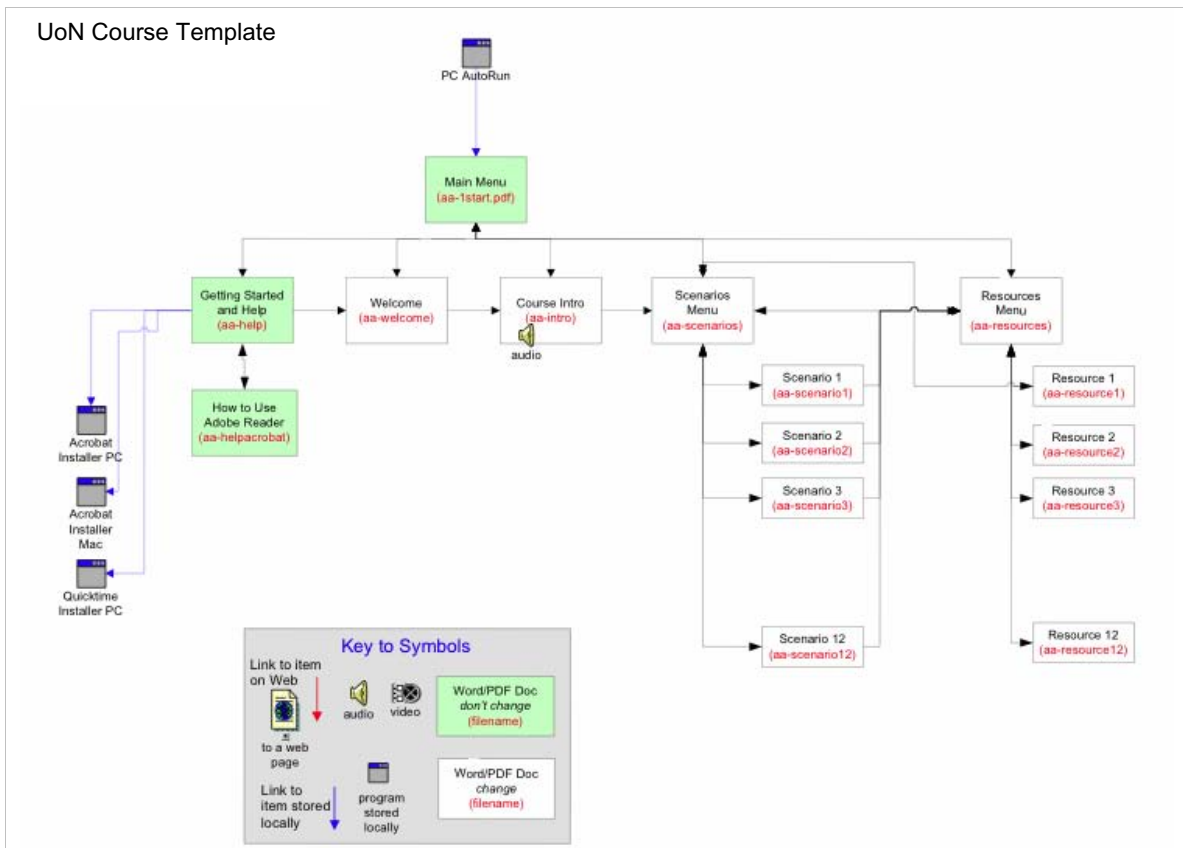 UoN Course Template
PC AutoRun
Main Menu
(aa-1start.pdf)
Getting Started
and Help
(aa-help)
Welcome
(aa-welcome)
Course Intro
(aa-intro)
audio
Scenarios
Menu
(aa-scenarios)
Resources
Menu
(aa-resources)
How to Use
Adobe Reader
(aa-helpacrobat)
Acrobat
Installer PC
Acrobat
Installer
Mac
Quicktime
Installer PC
Scenario 1
(aa-scenario1)
Scenario 2
(aa-scenario2)
Scenario 3
(aa-scenario3)
Scenario 12
(aa-scenario12)
Resource 1
(aa-resource1)
Resource 2
(aa-resource2)
Resource 3
(aa-resource3)
Resource 12
(aa-resource12)
Key to Symbols
Link to item
on Web
to a web
page
audio
video
Word/PDF Doc
don't change
(filename)
Link to
item stored
locally
program
stored
locally
Word/PDF Doc
change
(filename)